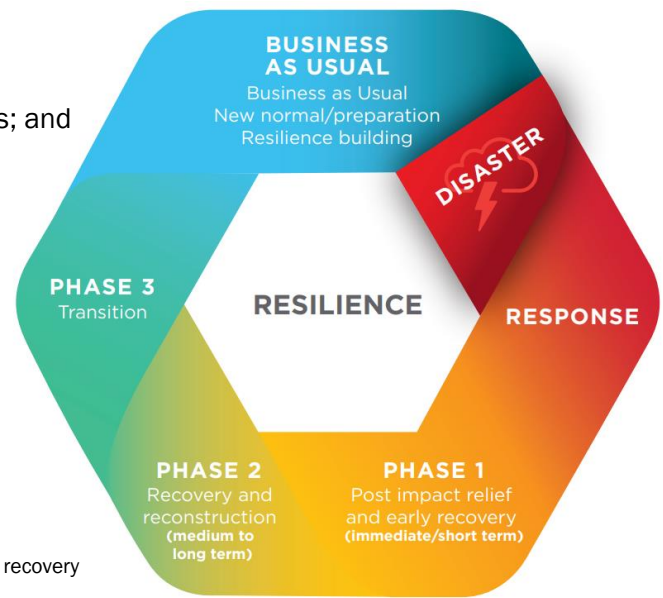 BUSINESS
AS USUAL
Business as Usual
New normal/preparation
Resilience building
s; and
DISASTER
PHASE 3
Transition
RESILIENCE
RESPONSE
PHASE 2
Recovery and
reconstruction
(medium to
long term)
PHASE 1
Post impact relief
and early recovery
(immediate/short term)
recovery